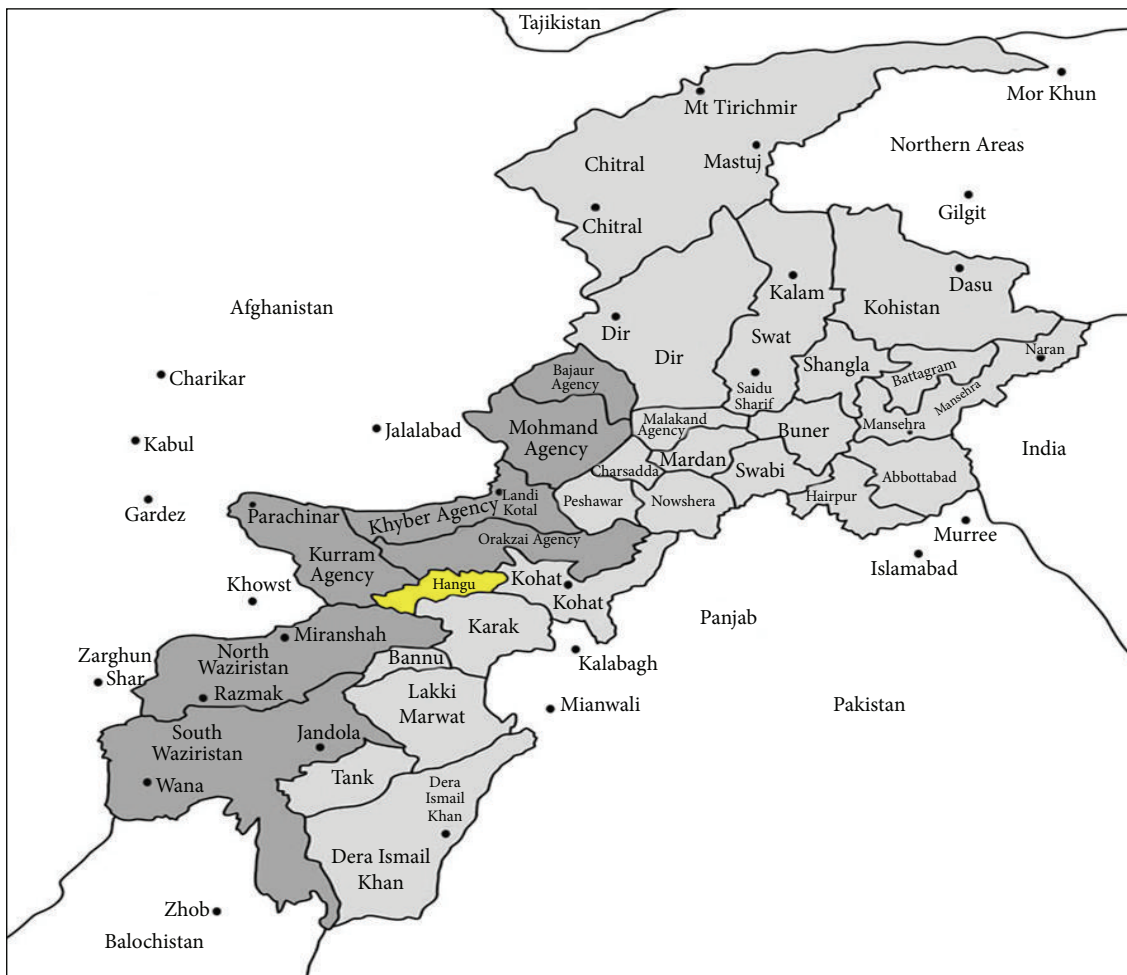 Tajikistan
Mor Khun
Mt Tirichmir
Northern Areas
Mastuj
Chitral
Gilgit
Chitral
Dasu
Kalam
Kohistan
Afghanistan
Dir
Swat
Naran
Dir
Shangla
Battagram
Bajaur
Agency
Charikar
Saidu
Sharif
Mansehra
Malakand
Agency
Buner
Mansehra
Mohmand
Agency
Jalalabad
Kabul
India
Mardan
Charsadda
Swabi
Abbottabad
Landi
Kotal
Peshawar
Nowshera
Hairpur
Gardez
Parachinar
Khyber Agency
Murree
Orakzai Agency
Kurram
Agency
Islamabad
Khowst
Hangu
Kohat
Kohat
Panjab
Karak
Miranshah
North
Waziristan
Bannu
Kalabagh
Zarghun
Shar
Razmak
Lakki
Marwat
Mianwali
Pakistan
South
Waziristan
Jandola
Wana
Tank
Dera
Ismail
Khan
Dera Ismail
Khan
Zhob
Balochistan